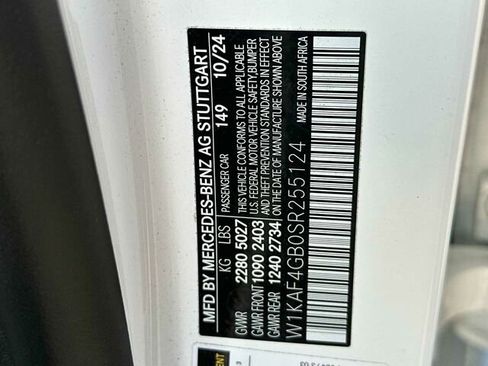 MFD BY MERCEDES-BENZ AG STUTTGART
KG LBS PASSENGER CAR 149 10/24
GVWR 2280 5027 THIS VEHICLE CONFORMS TO ALL APPLICABLE
GAWR FRONT 1090 2403 U.S. FEDERAL MOTOR VEHICLE SAFETY BUMPER
GAWR REAR 1240 2734 AND THEFT PREVENTION STANDARDS IN EFFECT
ON THE DATE OF MANUFACTURE SHOWN ABOVE
W1KAF4GB0SR255124 MADE IN SOUTH AFRICA